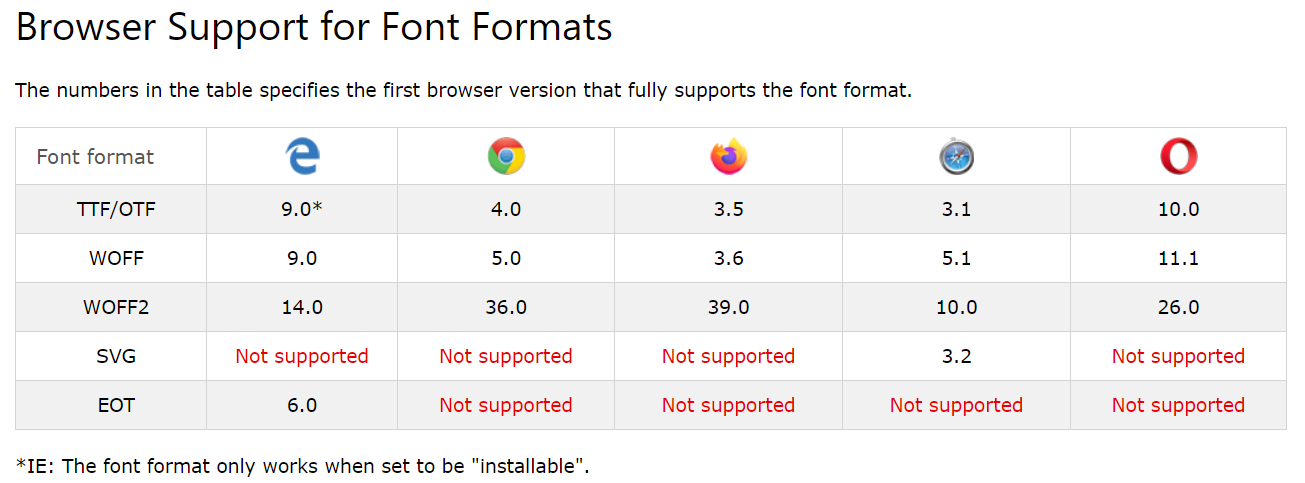 Browser Support for Font Formats
The numbers in the table specifies the first browser version that fully supports the font format.
Font format
TTF/OTF 9.0* 4.0 3.5 3.1 10.0
WOFF 9.0 5.0 3.6 5.1 11.1
WOFF2 14.0 36.0 39.0 10.0 26.0
SVG Not supported Not supported Not supported 3.2 Not supported
EOT 6.0 Not supported Not supported Not supported Not supported
*IE: The font format only works when set to be "installable".